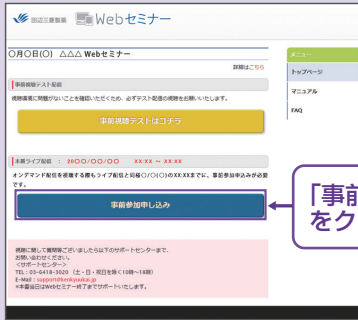 田辺三菱製薬 Webセミナー
〇月〇日(〇) △△△ Webセミナー
詳細はこちら
事前視聴テスト配信
視聴環境に問題がないことを確認いただくため、必ずテスト配信の視聴をお願いいたします。
事前視聴テストはコチラ
本番ライブ配信 : 20〇〇/〇〇/〇〇 XX:XX ～ XX:XX
オンデマンド配信を視聴する際もライブ配信と同様〇/〇(〇)のXX:XXまでに、事前参加申込みが必要
です。
事前参加申し込み
視聴に関して質問等ございましたら以下のサポートセンターまで、
お問い合わせください。
<サポートセンター>
TEL:03-6418-3020 (土・日・祝日を除く10時～18時)
E-Mail:support@kenkyuukai.jp
※本番当日はWebセミナー終了までサポートいたします。
メニュー
トップページ
マニュアル
FAQ
「事前
をク